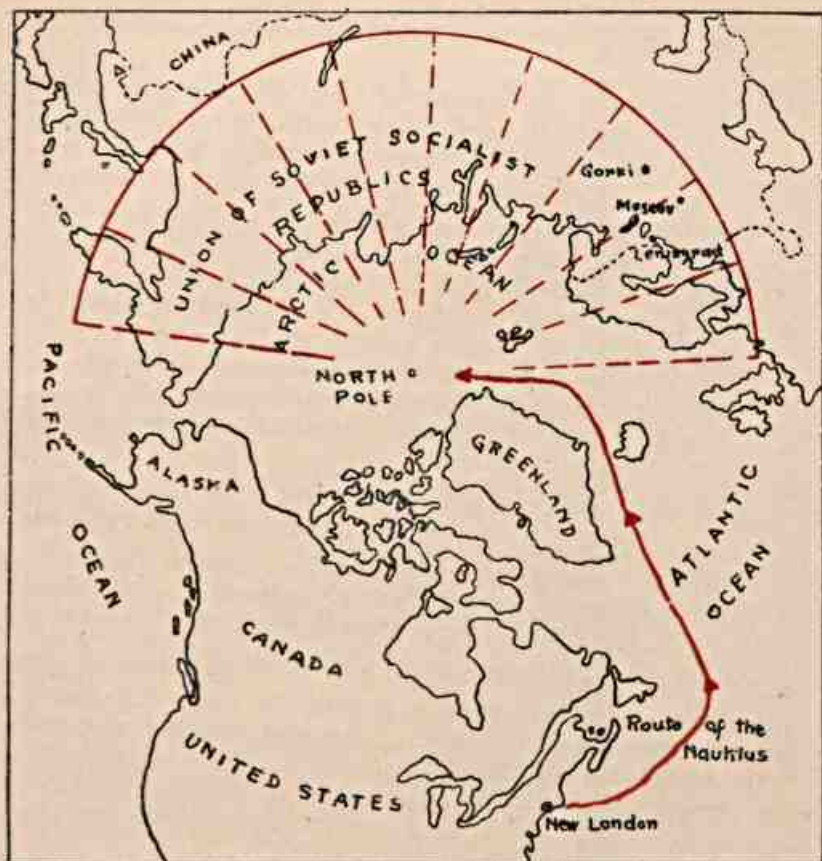 CHINA
UNION OF SOVIET SOCIALIST
REPUBLICS
Gorki
Moscow
Leningrad
ARCTIC OCEAN
NORTH
POLE
PACIFIC
OCEAN
ALASKA
GREENLAND
ATLANTIC
OCEAN
CANADA
Route of the
Nautilus
UNITED STATES
New London